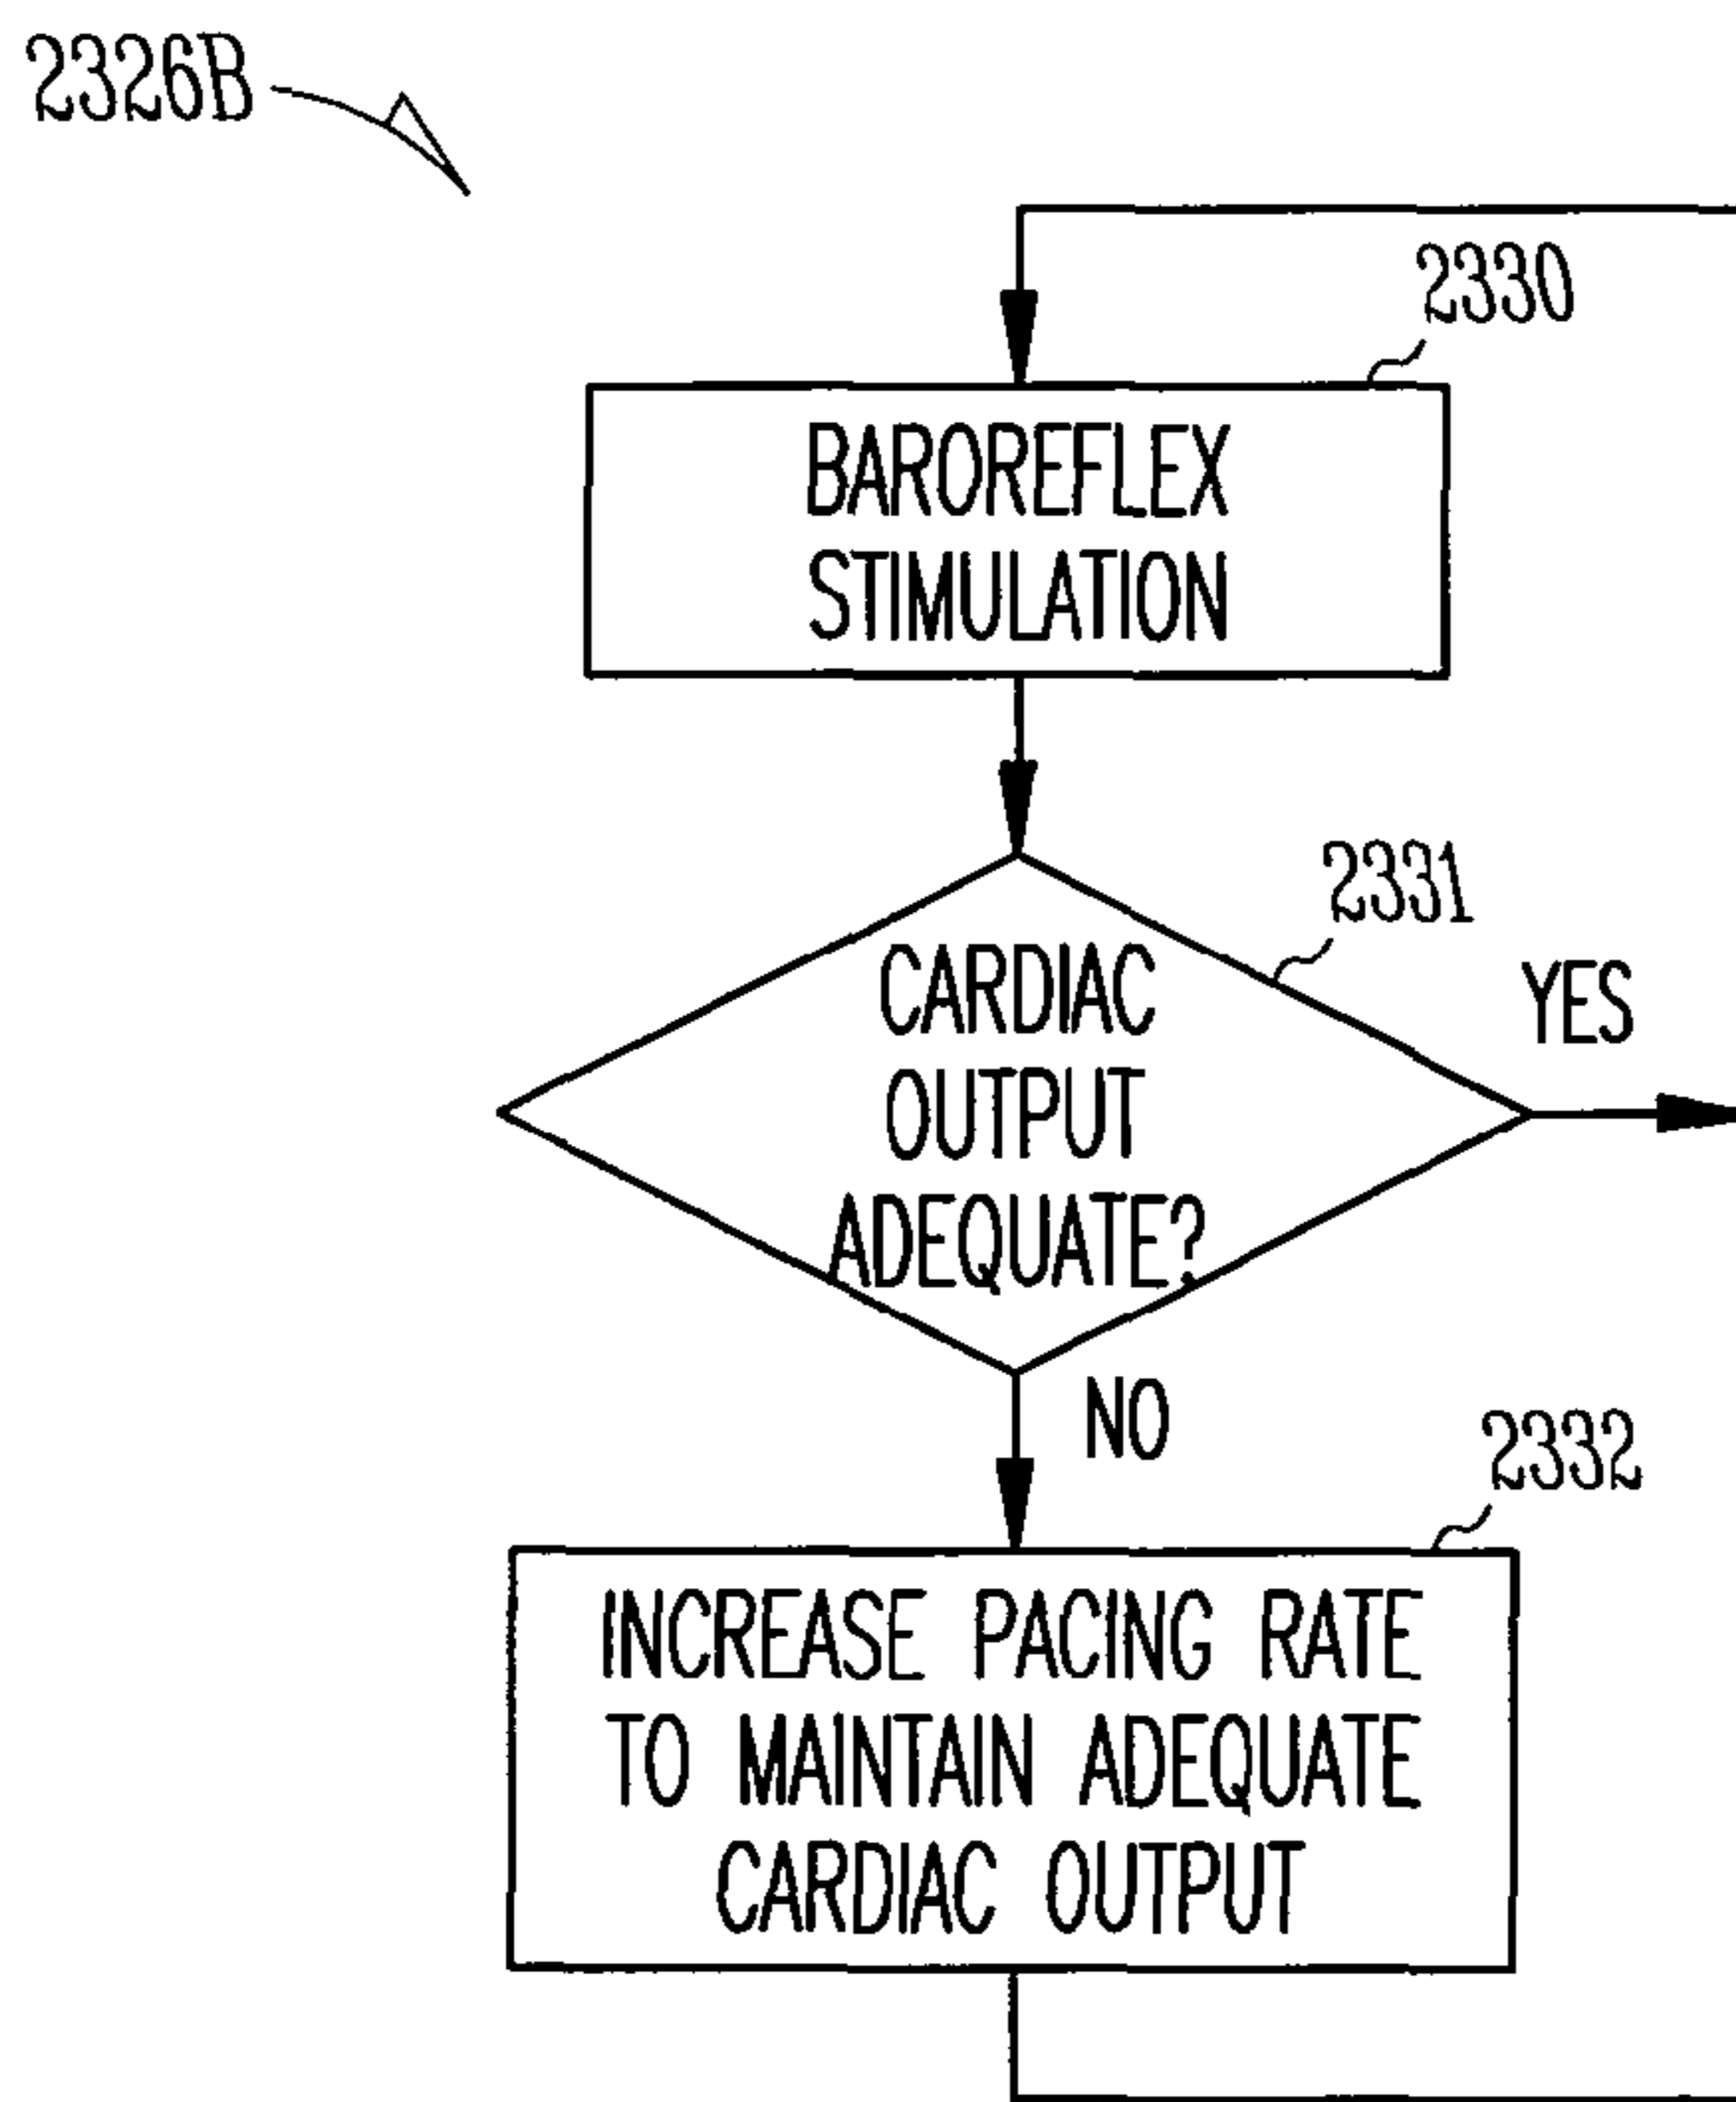 2326B
2330
BAROREFLEX
STIMULATION
2331
CARDIAC
OUTPUT
ADEQUATE?
YES
NO
2332
INCREASE PACING RATE
TO MAINTAIN ADEQUATE
CARDIAC OUTPUT